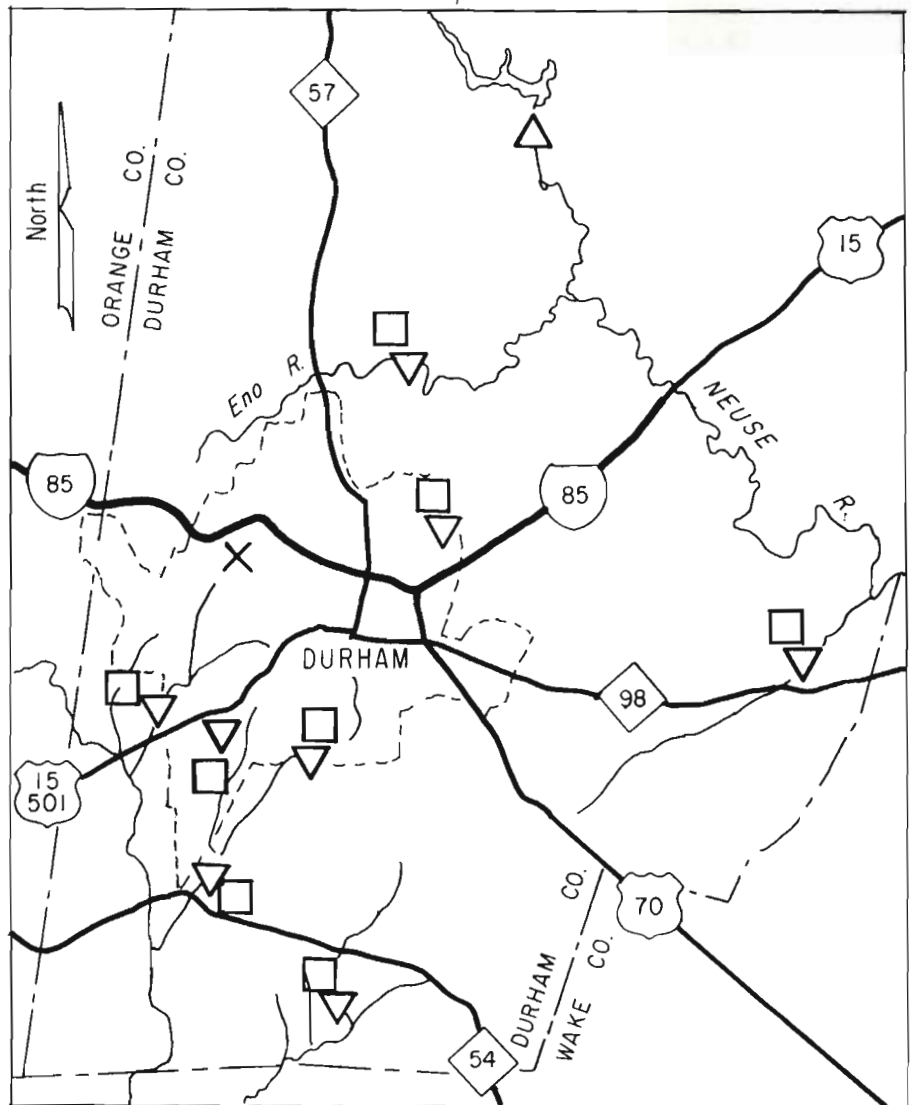 57
North
ORANGE CO.
DURHAM CO.
15
Eno R.
NEUSE R.
85
85
DURHAM
98
15
501
70
DURHAM CO.
WAKE CO.
54